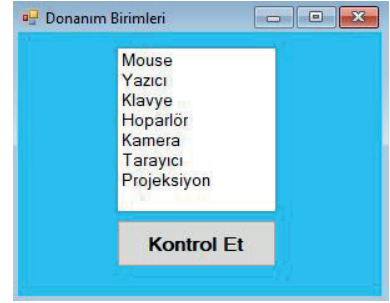 Donanım Birimleri
Mouse
Yazıcı
Klavye
Hoparlör
Kamera
Tarayıcı
Projeksiyon
Kontrol Et